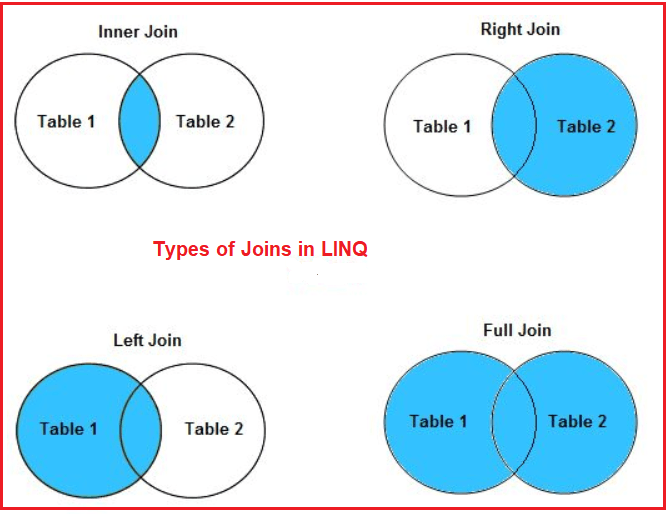 Inner Join
Right Join
Table 1
Table 2
Table 1
Table 2
Types of Joins in LINQ
Left Join
Full Join
Table 1
Table 2
Table 1
Table 2